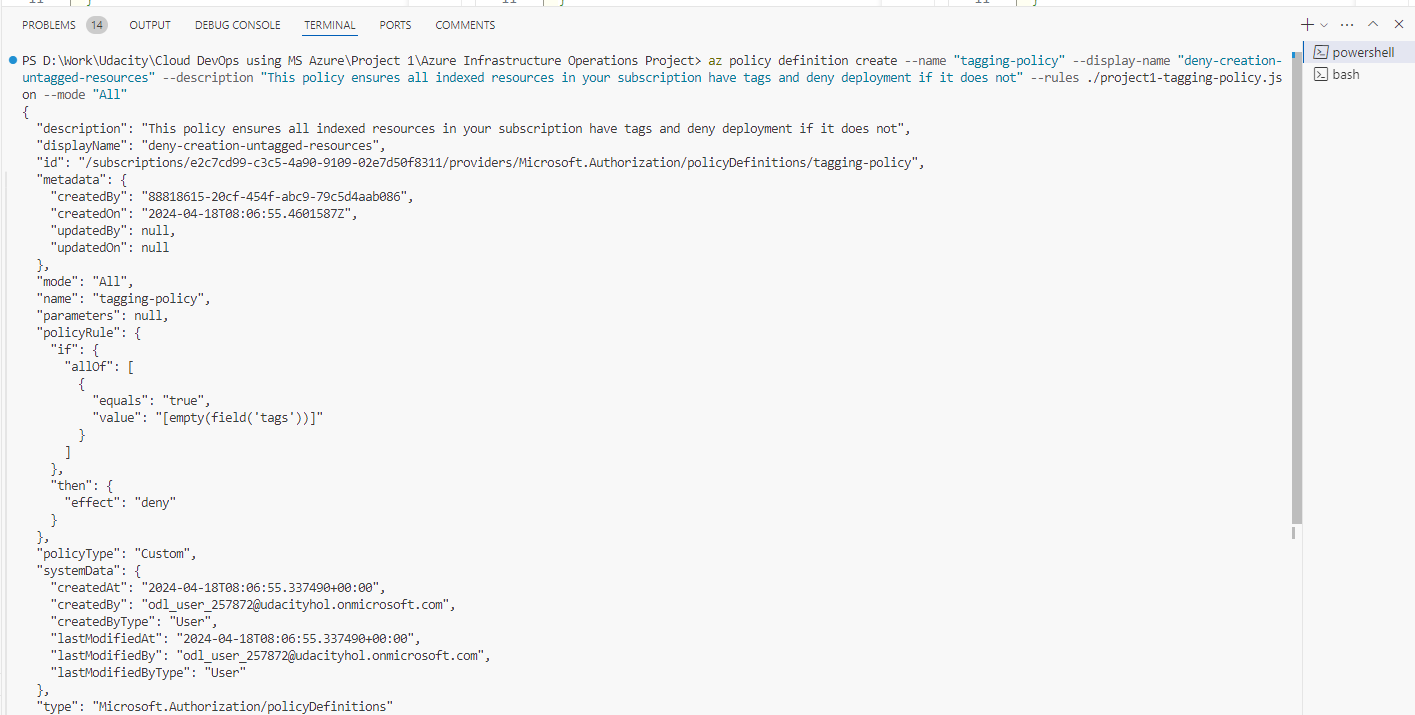 PROBLEMS 14 OUTPUT DEBUG CONSOLE TERMINAL PORTS COMMENTS
powershell
bash
PS D:\Work\Udacity\Cloud DevOps using MS Azure\Project 1\Azure Infrastructure Operations Project> az policy definition create --name "tagging-policy" --display-name "deny-creation-
untagged-resources" --description "This policy ensures all indexed resources in your subscription have tags and deny deployment if it does not" --rules ./project1-tagging-policy.js
on --mode "All"
{
  "description": "This policy ensures all indexed resources in your subscription have tags and deny deployment if it does not",
  "displayName": "deny-creation-untagged-resources",
  "id": "/subscriptions/e2c7cd99-c3c5-4a90-9109-02e7d50f8311/providers/Microsoft.Authorization/policyDefinitions/tagging-policy",
  "metadata": {
    "createdBy": "88818615-20cf-454f-abc9-79c5d4aab086",
    "createdOn": "2024-04-18T08:06:55.4601587Z",
    "updatedBy": null,
    "updatedOn": null
  },
  "mode": "All",
  "name": "tagging-policy",
  "parameters": null,
  "policyRule": {
    "if": {
      "allOf": [
        {
          "equals": "true",
          "value": "[empty(field('tags'))]"
        }
      ]
    },
    "then": {
      "effect": "deny"
    }
  },
  "policyType": "Custom",
  "systemData": {
    "createdAt": "2024-04-18T08:06:55.337490+00:00",
    "createdBy": "odl_user_257872@udacityhol.onmicrosoft.com",
    "createdByType": "User",
    "lastModifiedAt": "2024-04-18T08:06:55.337490+00:00",
    "lastModifiedBy": "odl_user_257872@udacityhol.onmicrosoft.com",
    "lastModifiedByType": "User"
  },
  "type": "Microsoft.Authorization/policyDefinitions"